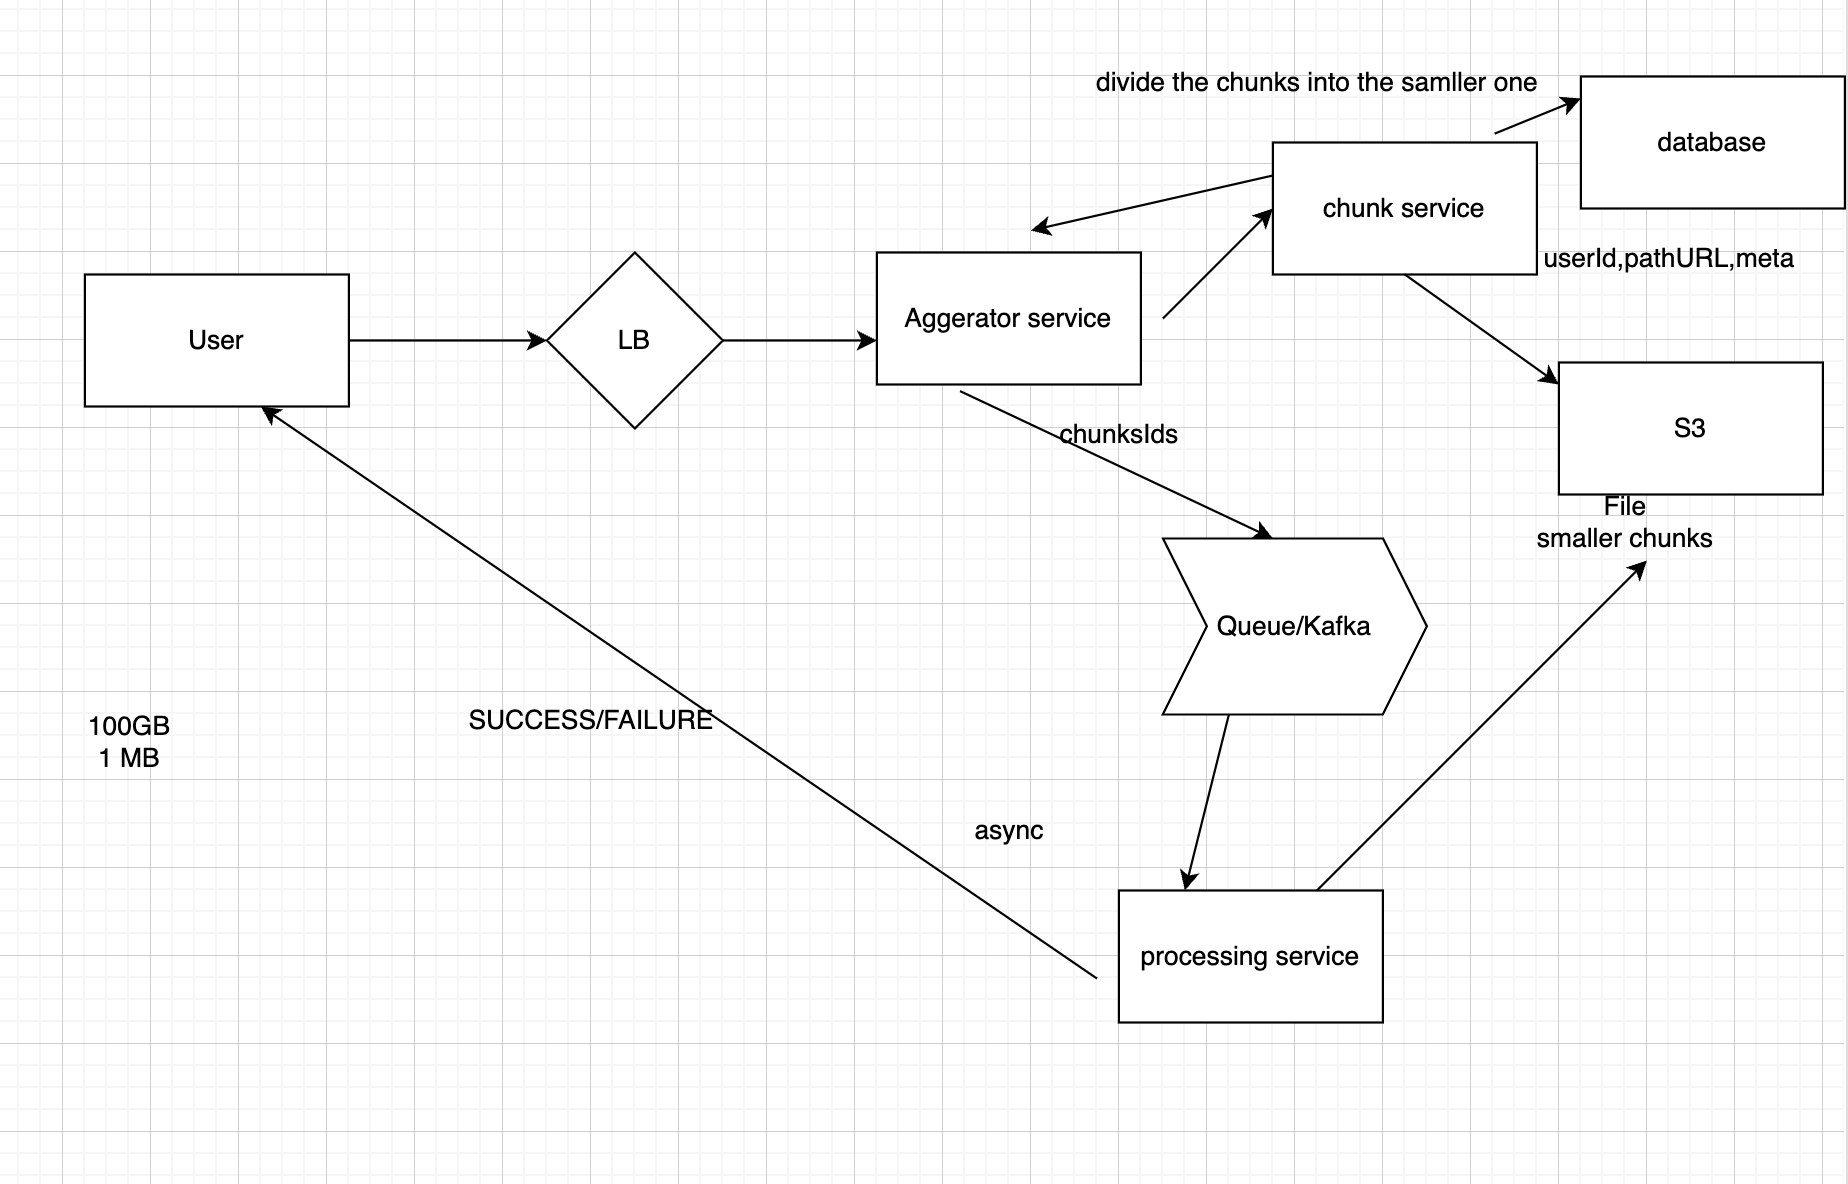 divide the chunks into the samller one
database
chunk service
userId,pathURL,meta
Aggerator service
User
LB
chunksIds
S3
File
smaller chunks
Queue/Kafka
SUCCESS/FAILURE
100GB
1 MB
async
processing service